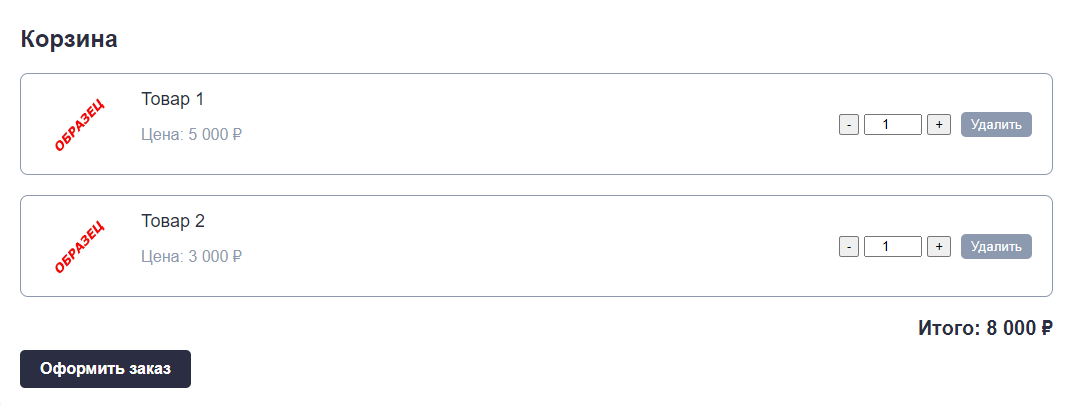 Корзина
ОБРАЗЕЦ
Товар 1
Цена: 5 000 ₽
- 1 + Удалить
ОБРАЗЕЦ
Товар 2
Цена: 3 000 ₽
- 1 + Удалить
Итого: 8 000 ₽
Оформить заказ